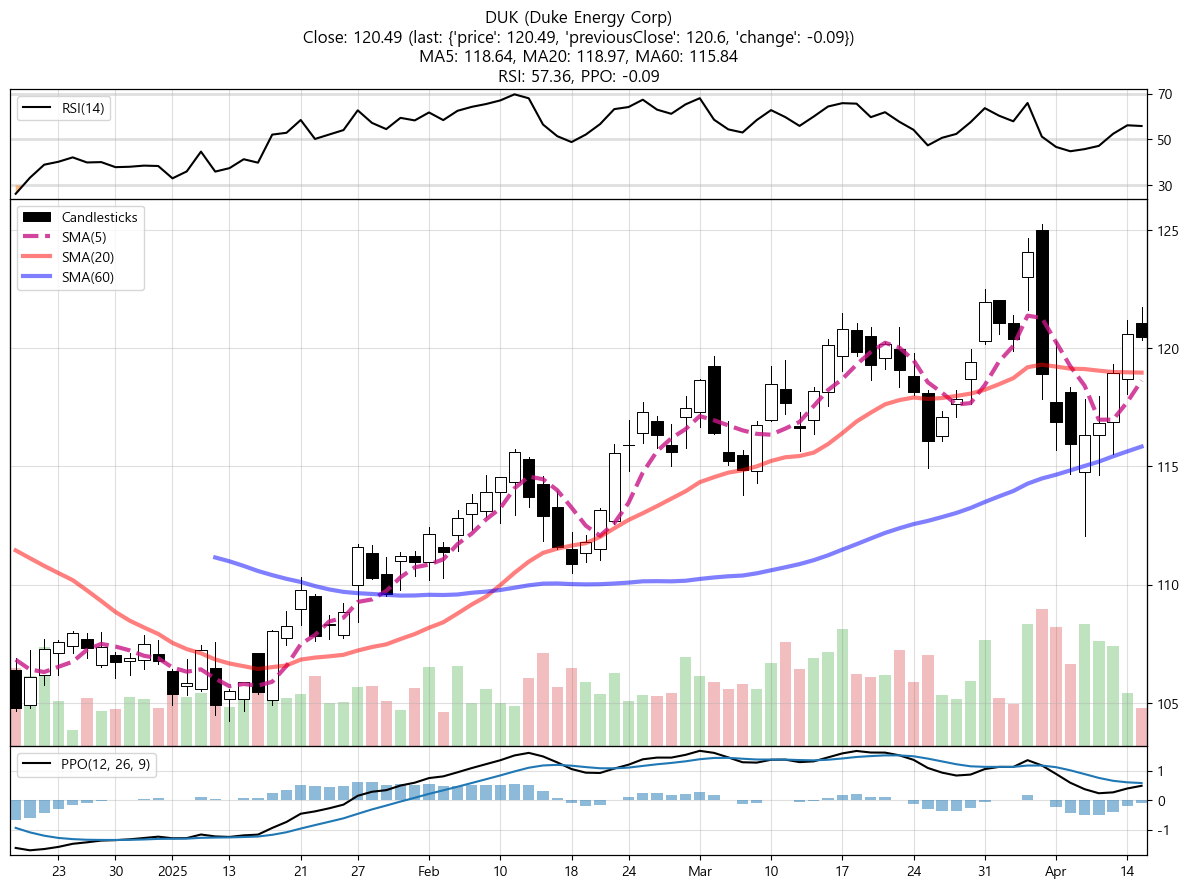 DUK (Duke Energy Corp)
Close: 120.49 (last: {'price': 120.49, 'previousClose': 120.6, 'change': -0.09})
MA5: 118.64, MA20: 118.97, MA60: 115.84
RSI: 57.36, PPO: -0.09
RSI(14)
70
50
30
Candlesticks
SMA(5)
SMA(20)
SMA(60)
125
120
115
110
105
PPO(12, 26, 9)
1
0
-1
23 30 2025 13 21 27 Feb 10 18 24 Mar 10 17 24 31 Apr 14